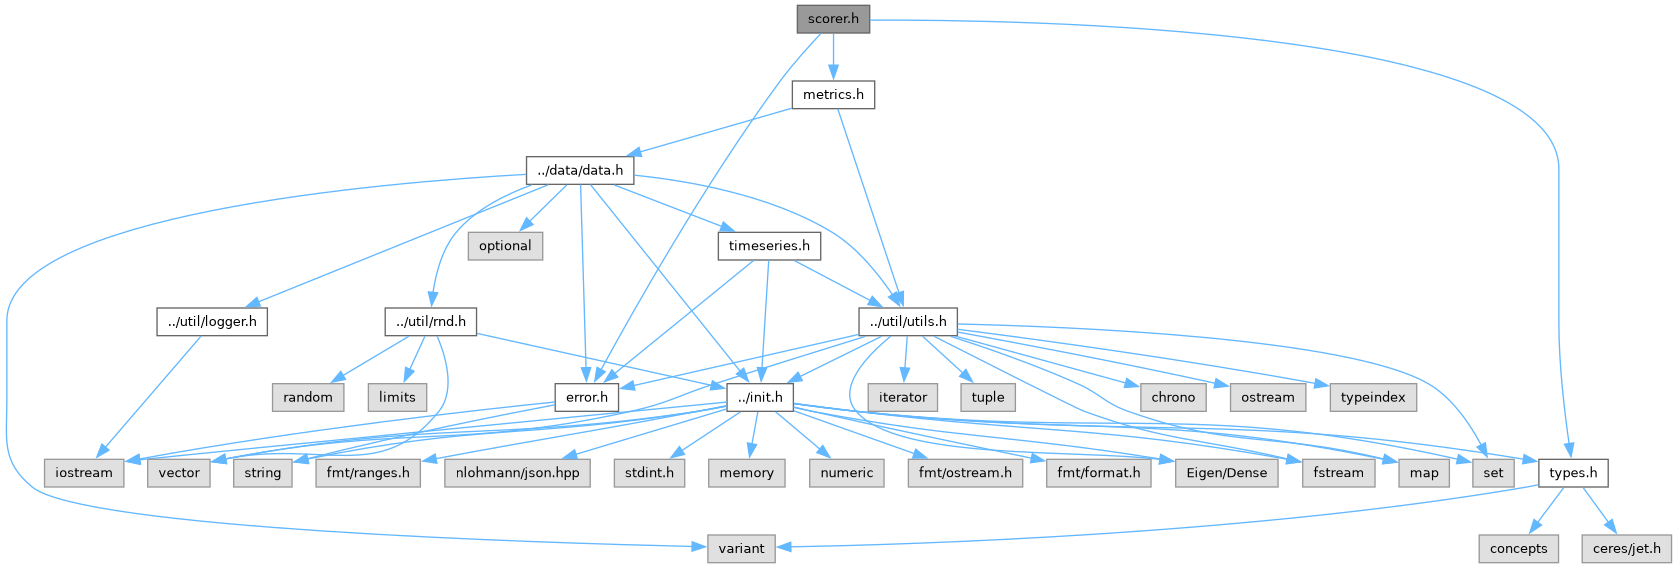 scorer.h
metrics.h
../data/data.h
optional
timeseries.h
../util/logger.h
../util/rnd.h
../util/utils.h
random
limits
error.h
../init.h
iterator
tuple
chrono
ostream
typeindex
iostream
vector
string
fmt/ranges.h
nlohmann/json.hpp
stdint.h
memory
numeric
fmt/ostream.h
fmt/format.h
Eigen/Dense
fstream
map
set
types.h
variant
concepts
ceres/jet.h